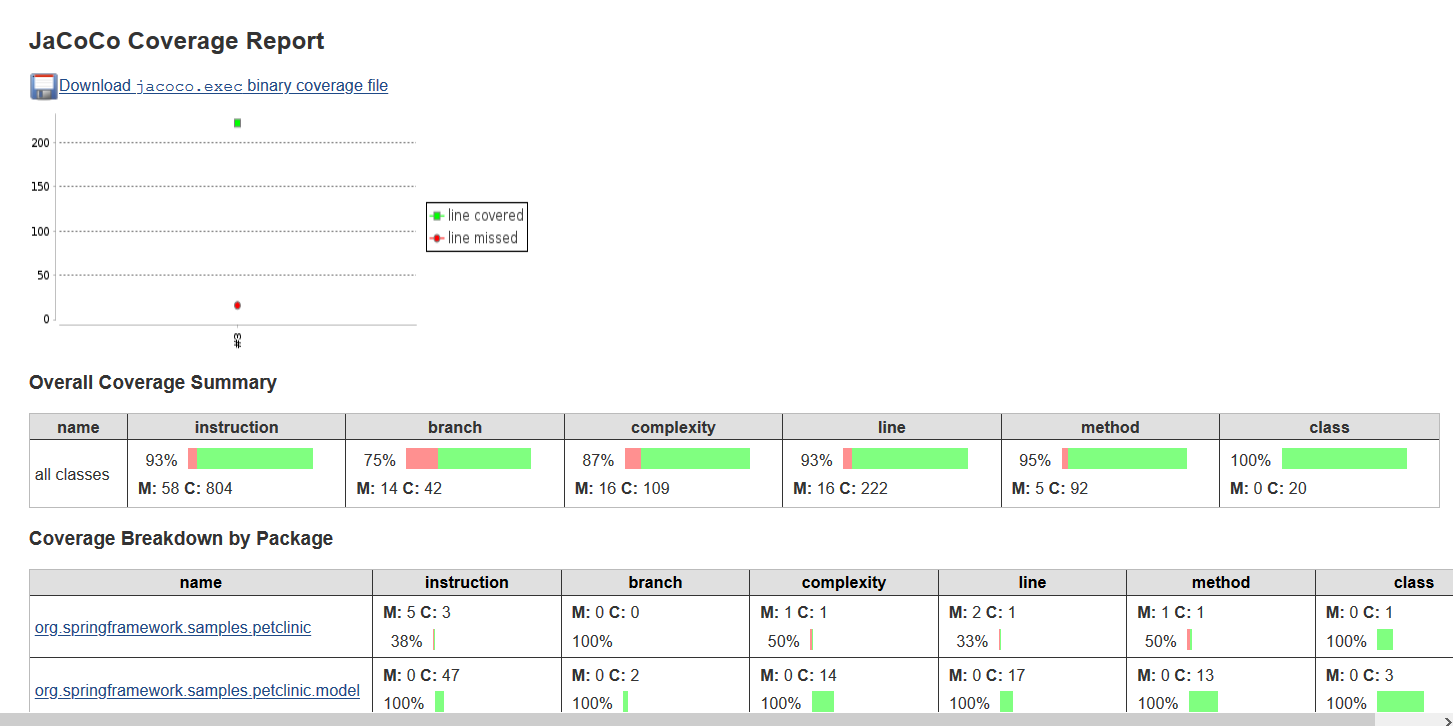 JaCoCo Coverage Report
Download jacoco.exec binary coverage file
200
150
100
50
0
#3
line covered
line missed
Overall Coverage Summary
name instruction branch complexity line method class
all classes
93% 75% 87% 93% 95% 100%
M: 58 C: 804 M: 14 C: 42 M: 16 C: 109 M: 16 C: 222 M: 5 C: 92 M: 0 C: 20
Coverage Breakdown by Package
name instruction branch complexity line method class
org.springframework.samples.petclinic
M: 5 C: 3 M: 0 C: 0 M: 1 C: 1 M: 2 C: 1 M: 1 C: 1 M: 0 C: 1
38% 100% 50% 33% 50% 100%
org.springframework.samples.petclinic.model
M: 0 C: 47 M: 0 C: 2 M: 0 C: 14 M: 0 C: 17 M: 0 C: 13 M: 0 C: 3
100% 100% 100% 100% 100% 100%